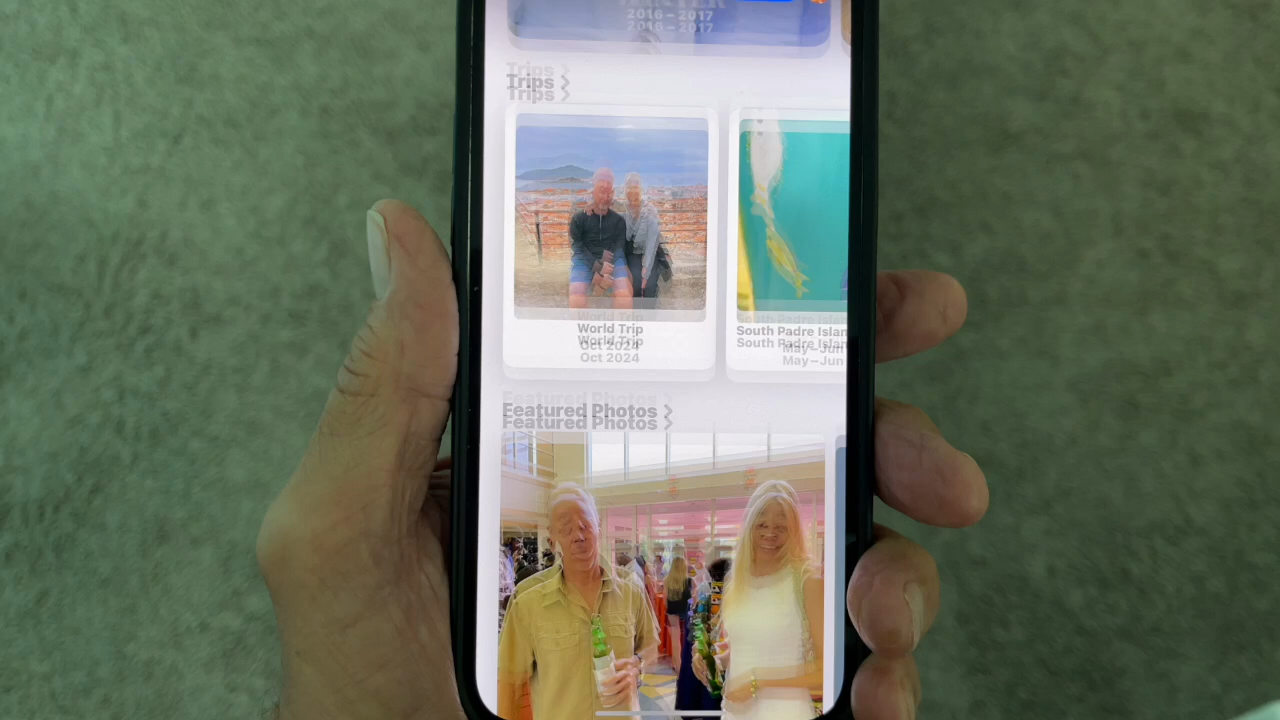 2016 – 2017
Trips >
World Trip
Oct 2024
South Padre Islan
May – Jun
Featured Photos >